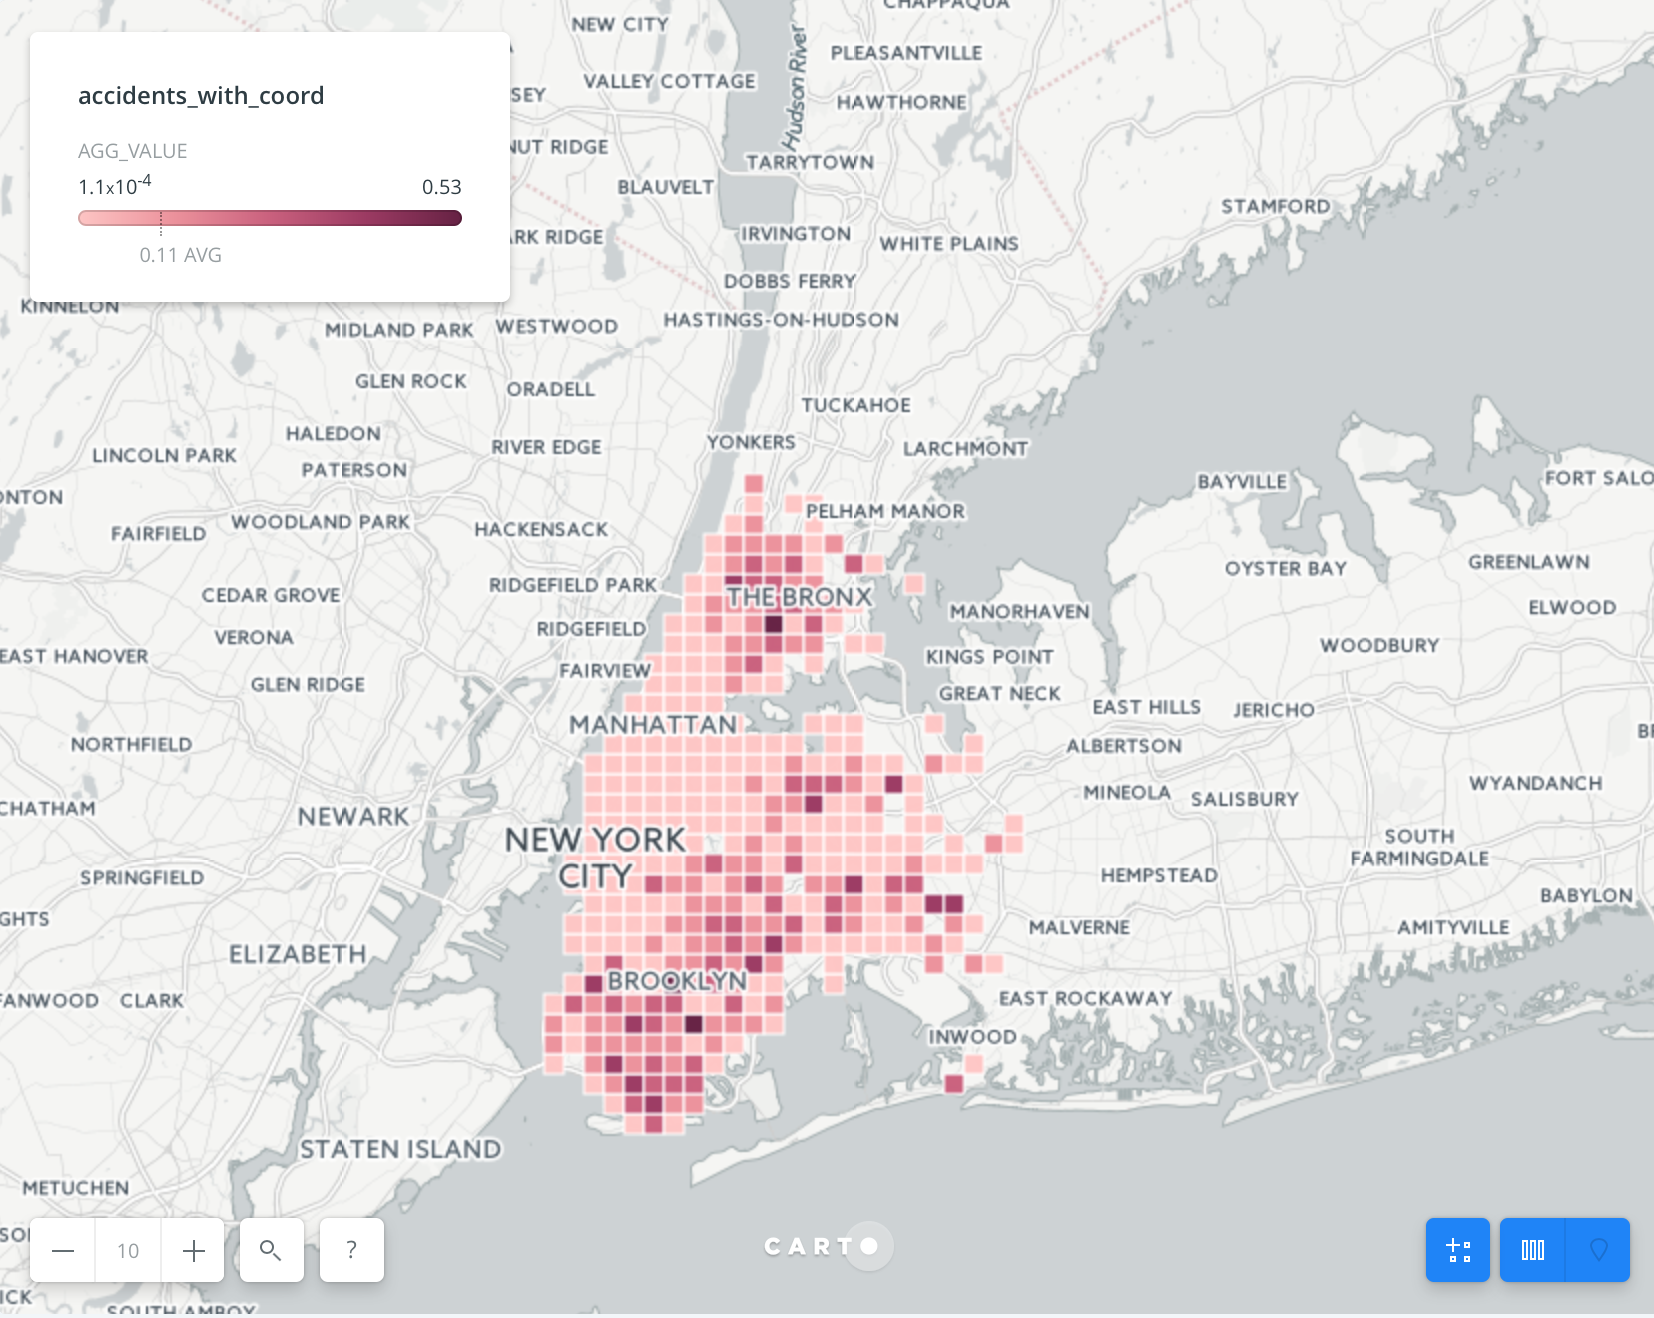 accidents_with_coord
AGG_VALUE
1.1x10-4
0.53
0.11 AVG
CHAPPAQUA
NEW CITY
PLEASANTVILLE
VALLEY COTTAGE
SEY
HAWTHORNE
Hudson River
NUT RIDGE
TARRYTOWN
BLAUVELT
STAMFORD
ARK RIDGE
IRVINGTON
WHITE PLAINS
DOBBS FERRY
KINNELON
MIDLAND PARK
WESTWOOD
HASTINGS-ON-HUDSON
GLEN ROCK
ORADELL
TUCKAHOE
HALEDON
RIVER EDGE
YONKERS
LARCHMONT
LINCOLN PARK
PATERSON
BAYVILLE
FORT SALO
ONTON
FAIRFIELD
WOODLAND PARK
HACKENSACK
PELHAM MANOR
OYSTER BAY
GREENLAWN
CEDAR GROVE
RIDGEFIELD PARK
THE BRONX
MANORHAVEN
ELWOOD
VERONA
RIDGEFIELD
EAST HANOVER
FAIRVIEW
KINGS POINT
WOODBURY
GLEN RIDGE
GREAT NECK
EAST HILLS
JERICHO
MANHATTAN
NORTHFIELD
ALBERTSON
BE
CHATHAM
NEWARK
MINEOLA
SALISBURY
WYANDANCH
NEW YORK
CITY
SOUTH
FARMINGDALE
SPRINGFIELD
HEMPSTEAD
BABYLON
GHTS
ELIZABETH
MALVERNE
AMITYVILLE
FANWOOD
CLARK
BROOKLYN
EAST ROCKAWAY
INWOOD
STATEN ISLAND
METUCHEN
SOUTH AMBOY
ICK
10
?
CARTO